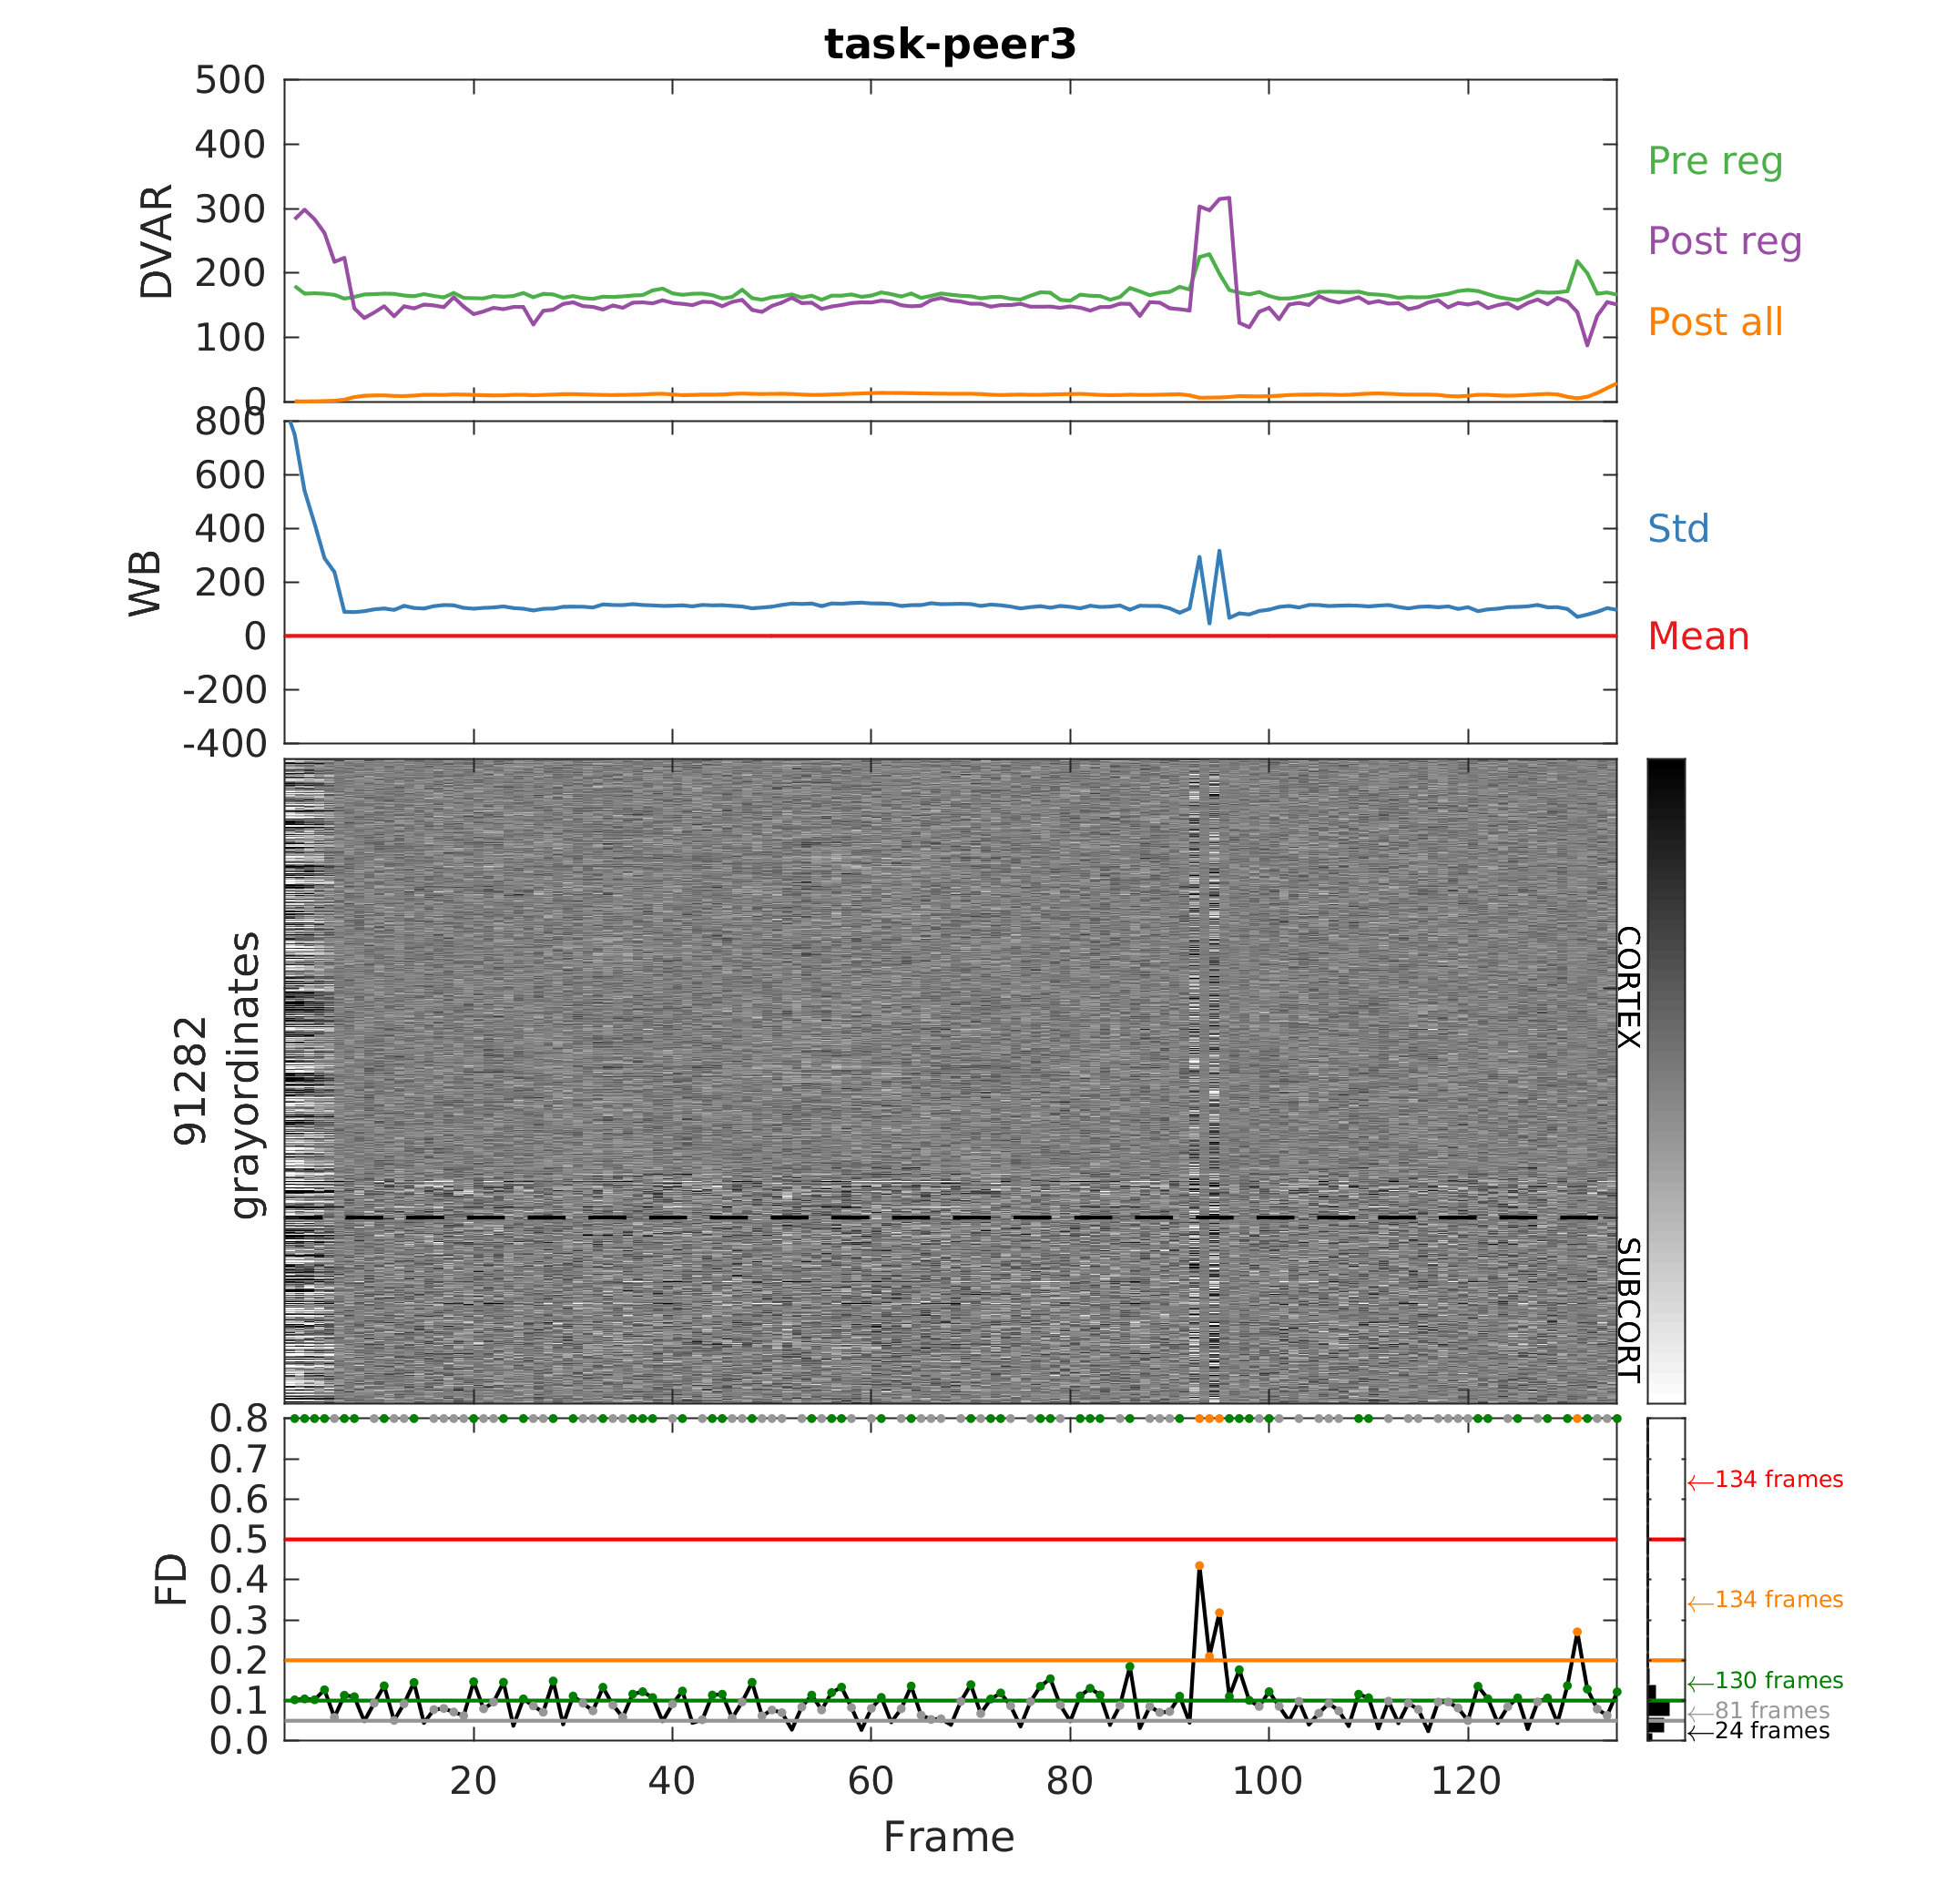 task-peer3
500
400
300
200
100
0
DVAR
Pre reg
Post reg
Post all
800
600
400
200
0
-200
-400
WB
Std
Mean
91282
grayordinates
CORTEX
SUBCORT
0.8
0.7
0.6
0.5
0.4
0.3
0.2
0.1
0.0
FD
←134 frames
←134 frames
←130 frames
←81 frames
←24 frames
20 40 60 80 100 120
Frame